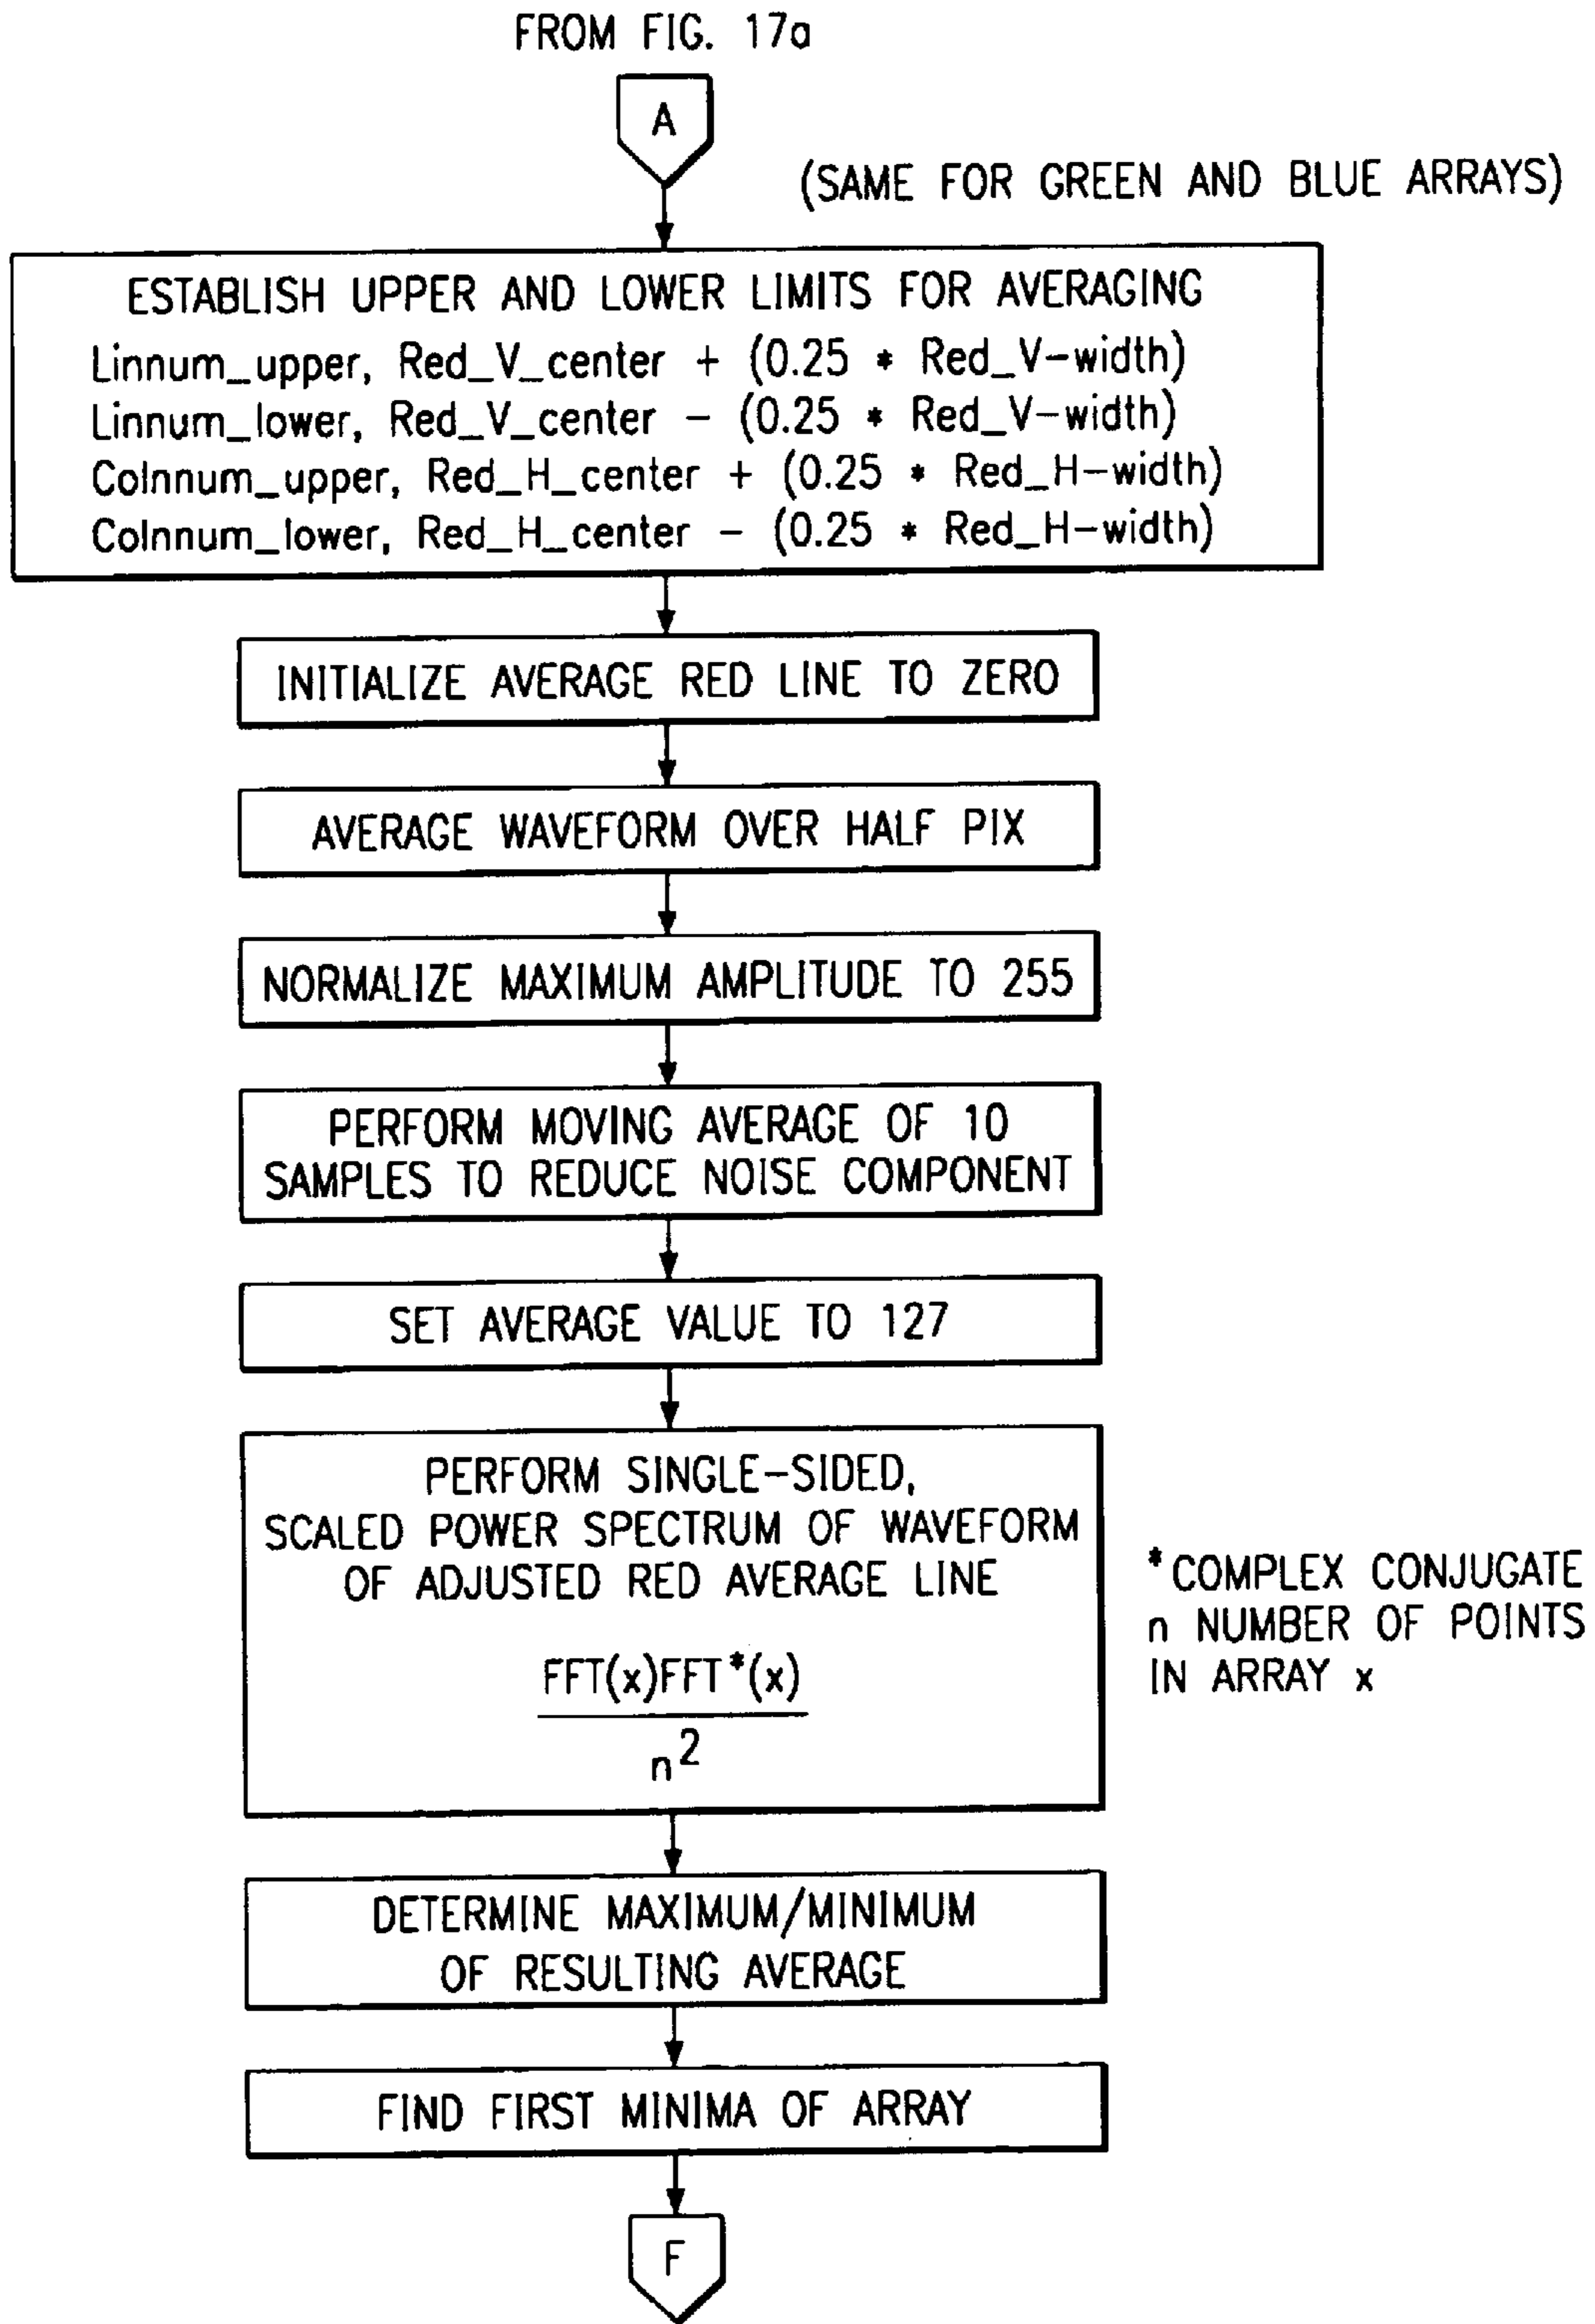 FROM FIG. 17a
A
(SAME FOR GREEN AND BLUE ARRAYS)
ESTABLISH UPPER AND LOWER LIMITS FOR AVERAGING
Linnum_upper, Red_V_center + (0.25 * Red_V-width)
Linnum_lower, Red_V_center - (0.25 * Red_V-width)
Colnnum_upper, Red_H_center + (0.25 * Red_H-width)
Colnnum_lower, Red_H_center - (0.25 * Red_H-width)
INITIALIZE AVERAGE RED LINE TO ZERO
AVERAGE WAVEFORM OVER HALF PIX
NORMALIZE MAXIMUM AMPLITUDE TO 255
PERFORM MOVING AVERAGE OF 10
SAMPLES TO REDUCE NOISE COMPONENT
SET AVERAGE VALUE TO 127
PERFORM SINGLE-SIDED,
SCALED POWER SPECTRUM OF WAVEFORM
OF ADJUSTED RED AVERAGE LINE
FFT(x)FFT*(x)
n²
*COMPLEX CONJUGATE
n NUMBER OF POINTS
IN ARRAY x
DETERMINE MAXIMUM/MINIMUM
OF RESULTING AVERAGE
FIND FIRST MINIMA OF ARRAY
F